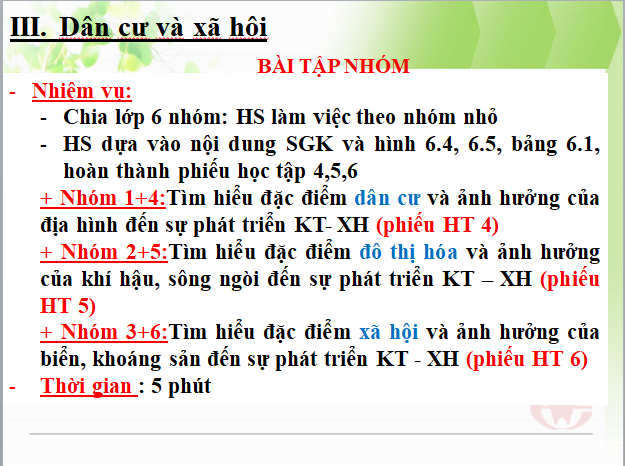 III. Dân cư và xã hôi
BÀI TẬP NHÓM
- Nhiệm vụ:
- Chia lớp 6 nhóm: HS làm việc theo nhóm nhỏ
- HS dựa vào nội dung SGK và hình 6.4, 6.5, bảng 6.1,
hoàn thành phiếu học tập 4,5,6
+ Nhóm 1+4:Tìm hiểu đặc điểm dân cư và ảnh hưởng của
địa hình đến sự phát triển KT- XH (phiếu HT 4)
+ Nhóm 2+5:Tìm hiểu đặc điểm đô thị hóa và ảnh hưởng
của khí hậu, sông ngòi đến sự phát triển KT – XH (phiếu
HT 5)
+ Nhóm 3+6:Tìm hiểu đặc điểm xã hội và ảnh hưởng của
biển, khoáng sản đến sự phát triển KT - XH (phiếu HT 6)
- Thời gian : 5 phút